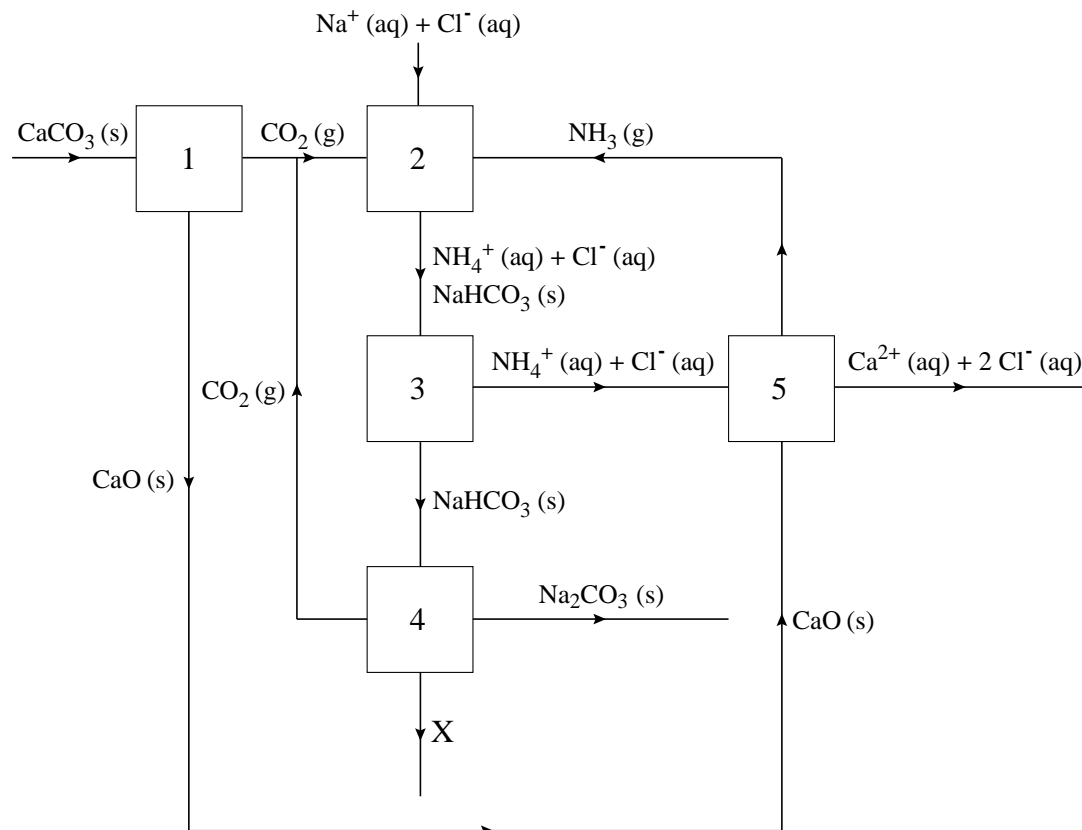 Na⁺ (aq) + Cl⁻ (aq)
CaCO₃ (s)
1
CO₂ (g)
2
NH₃ (g)
NH₄⁺ (aq) + Cl⁻ (aq)
NaHCO₃ (s)
CO₂ (g)
3
NH₄⁺ (aq) + Cl⁻ (aq)
5
Ca²⁺ (aq) + 2 Cl⁻ (aq)
CaO (s)
NaHCO₃ (s)
4
Na₂CO₃ (s)
CaO (s)
X